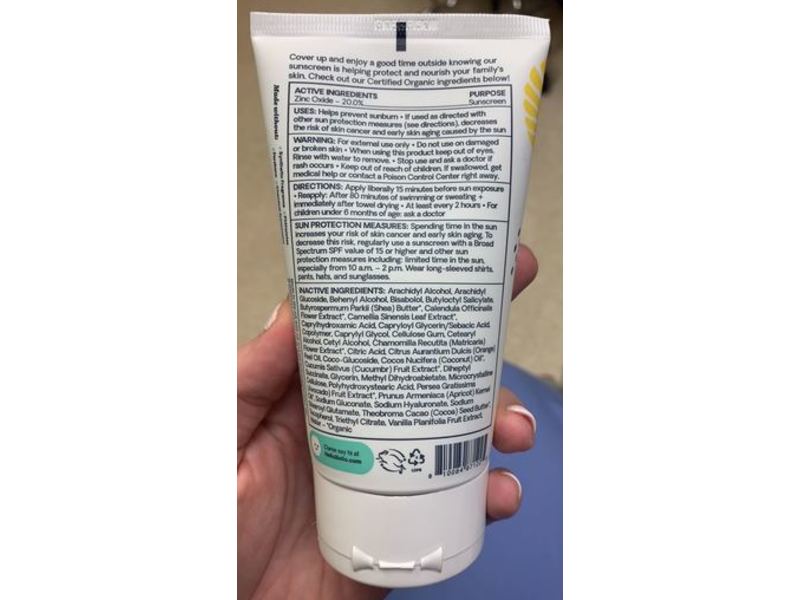 Cover up and enjoy a good time outside knowing our
sunscreen is helping protect and nourish your family's
skin. Check out our Certified Organic ingredients below!
ACTIVE INGREDIENTS PURPOSE
Zinc Oxide – 20.0% Sunscreen
USES: Helps prevent sunburn • If used as directed with
other sun protection measures (see directions), decreases
the risk of skin cancer and early skin aging caused by the sun
WARNING: For external use only • Do not use on damaged
or broken skin • When using this product keep out of eyes.
Rinse with water to remove. • Stop use and ask a doctor if
rash occurs • Keep out of reach of children. If swallowed, get
medical help or contact a Poison Control Center right away.
DIRECTIONS: Apply liberally 15 minutes before sun exposure
• Reapply: After 80 minutes of swimming or sweating +
immediately after towel drying • At least every 2 hours • For
children under 6 months of age: ask a doctor
SUN PROTECTION MEASURES: Spending time in the sun
increases your risk of skin cancer and early skin aging. To
decrease this risk, regularly use a sunscreen with a Broad
Spectrum SPF value of 15 or higher and other sun
protection measures including: limited time in the sun,
especially from 10 a.m. – 2 p.m. Wear long-sleeved shirts,
pants, hats, and sunglasses.
INACTIVE INGREDIENTS: Arachidyl Alcohol, Arachidyl
Glucoside, Behenyl Alcohol, Bisabolol, Butyloctyl Salicylate,
Butyrospermum Parkii (Shea) Butter*, Calendula Officinalis
Flower Extract*, Camellia Sinensis Leaf Extract*,
Caprylhydroxamic Acid, Capryloyl Glycerin/Sebacic Acid
Copolymer, Caprylyl Glycol, Cellulose Gum, Cetearyl
Alcohol, Cetyl Alcohol, Chamomilla Recutita (Matricaria)
Flower Extract*, Citric Acid, Citrus Aurantium Dulcis (Orange)
Peel Oil, Coco-Glucoside, Cocos Nucifera (Coconut) Oil*,
Cucumis Sativus (Cucumbr) Fruit Extract*, Diheptyl
Succinate, Glycerin, Methyl Dihydroabietate, Microcrystalline
Cellulose, Polyhydroxystearic Acid, Persea Gratissima
(Avocado) Fruit Extract*, Prunus Armeniaca (Apricot) Kernel
Oil*, Sodium Gluconate, Sodium Hyaluronate, Sodium
Stearoyl Glutamate, Theobroma Cacao (Cocoa) Seed Butter*,
Tocopherol, Triethyl Citrate, Vanilla Planifolia Fruit Extract,
Water – *Organic
Made without:
Come say hi at
hellobello.com